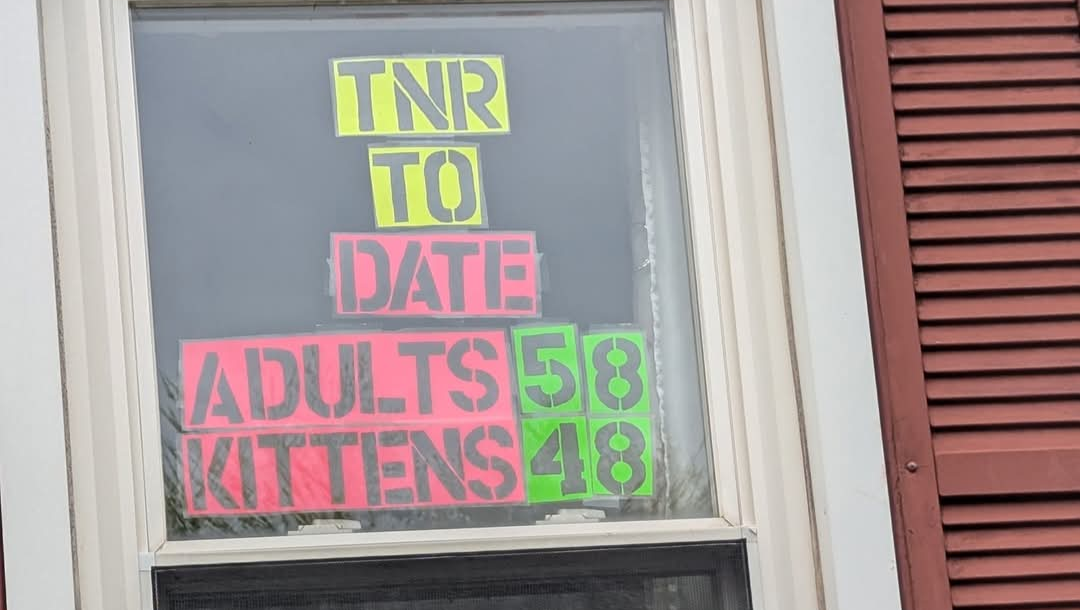 TNR
TO
DATE
ADULTS 58
KITTENS 48